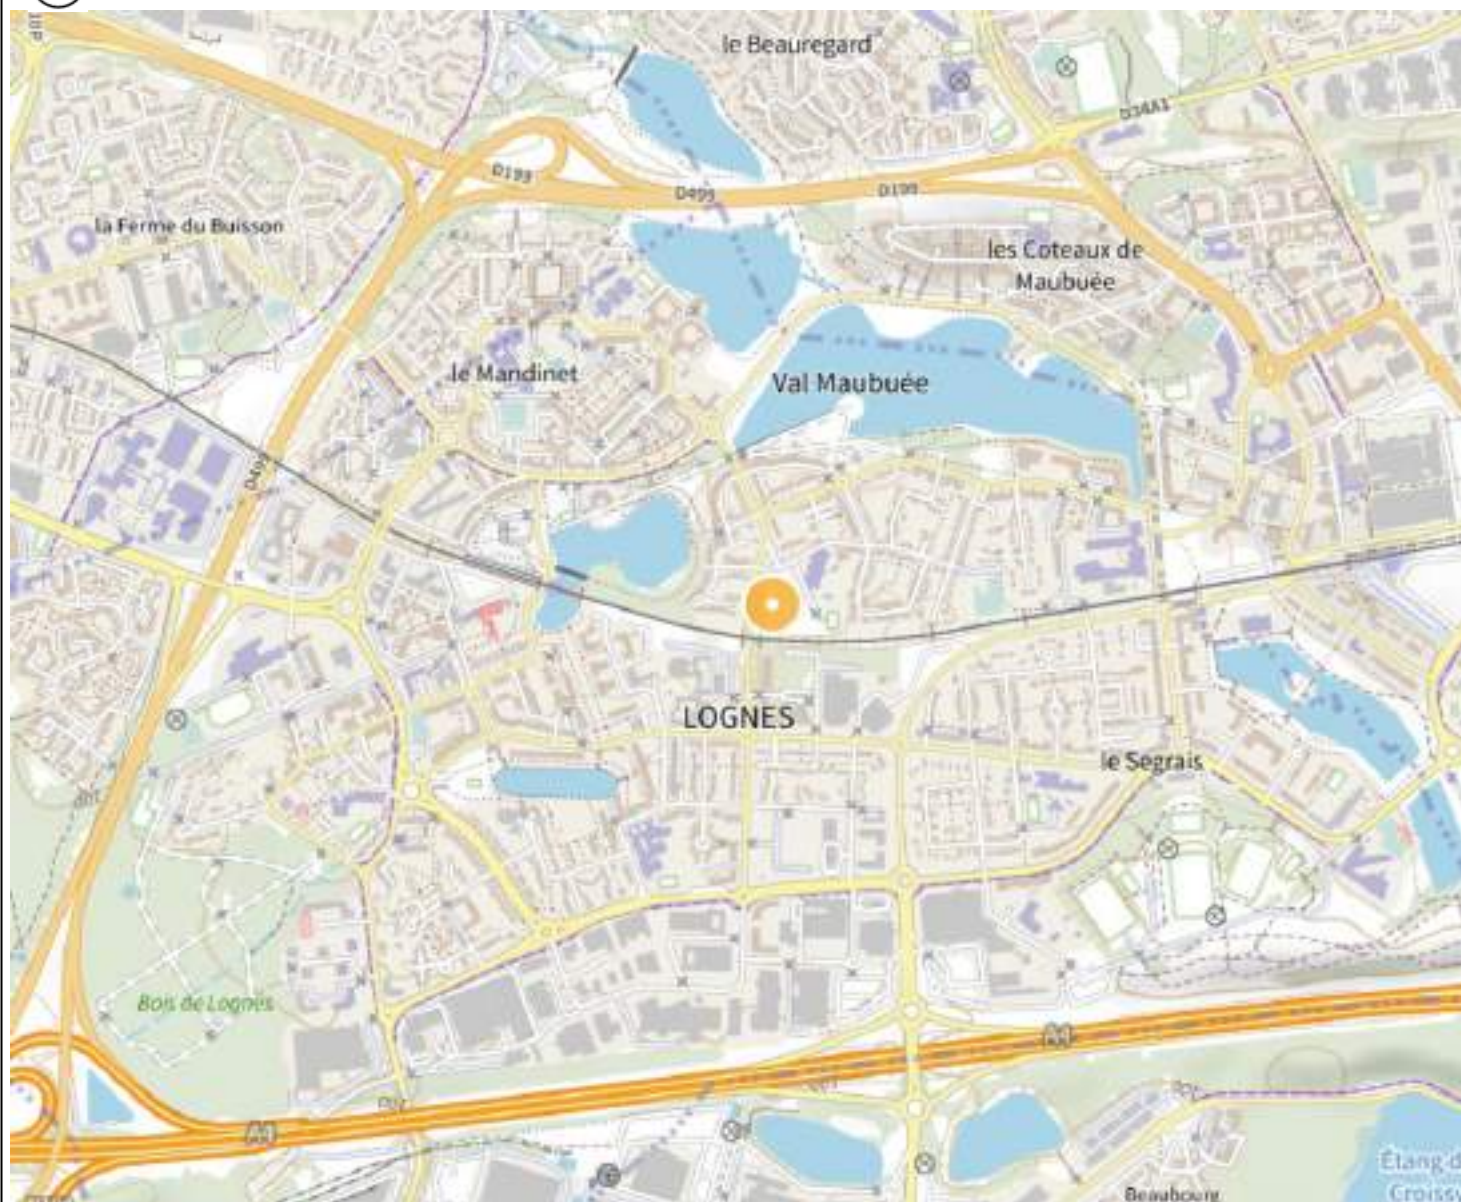 le Beauregard
D34A1
D199
D499
D199
la Ferme du Buisson
les Coteaux de
Maubuée
le Mandinet
Val Maubuée
D499
LOGNES
le Segrais
Bois de Lognes
A4
A4
Étang d
Croiss
Beaubourg